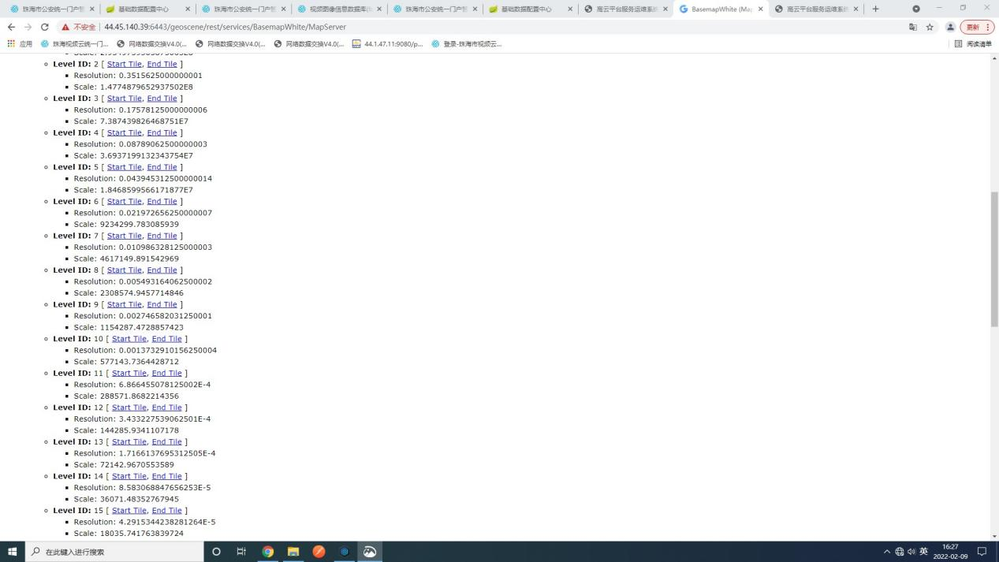 珠海市公安统一门户管
基础数据配置中心
珠海市公安统一门户管
视频图像信息数据库(
珠海市公安统一门户管
基础数据配置中心
高云平台服务运维系统
BasemapWhite (Map
高云平台服务运维系统
不安全 44.45.140.39:6443/geoscene/rest/services/BasemapWhite/MapServer
更新
应用 珠海视频云统一门... 网络数据交换V4.0(... 网络数据交换V4.0(... 网络数据交换V4.0(... 44.1.47.11:9080/p... 登录-珠海市视频云... 阅读清单
Level ID: 2 [ Start Tile, End Tile ]
Resolution: 0.3515625000000001
Scale: 1.4774879652937502E8
Level ID: 3 [ Start Tile, End Tile ]
Resolution: 0.17578125000000006
Scale: 7.387439826468751E7
Level ID: 4 [ Start Tile, End Tile ]
Resolution: 0.08789062500000003
Scale: 3.6937199132343754E7
Level ID: 5 [ Start Tile, End Tile ]
Resolution: 0.043945312500000014
Scale: 1.8468599566171877E7
Level ID: 6 [ Start Tile, End Tile ]
Resolution: 0.021972656250000007
Scale: 9234299.783085939
Level ID: 7 [ Start Tile, End Tile ]
Resolution: 0.010986328125000003
Scale: 4617149.891542969
Level ID: 8 [ Start Tile, End Tile ]
Resolution: 0.005493164062500002
Scale: 2308574.9457714846
Level ID: 9 [ Start Tile, End Tile ]
Resolution: 0.002746582031250001
Scale: 1154287.4728857423
Level ID: 10 [ Start Tile, End Tile ]
Resolution: 0.0013732910156250004
Scale: 577143.7364428712
Level ID: 11 [ Start Tile, End Tile ]
Resolution: 6.866455078125002E-4
Scale: 288571.8682214356
Level ID: 12 [ Start Tile, End Tile ]
Resolution: 3.433227539062501E-4
Scale: 144285.9341107178
Level ID: 13 [ Start Tile, End Tile ]
Resolution: 1.7166137695312505E-4
Scale: 72142.9670553589
Level ID: 14 [ Start Tile, End Tile ]
Resolution: 8.583068847656253E-5
Scale: 36071.48352767945
Level ID: 15 [ Start Tile, End Tile ]
Resolution: 4.2915344238281264E-5
Scale: 18035.741763839724
在此键入进行搜索
英
16:27
2022-02-09